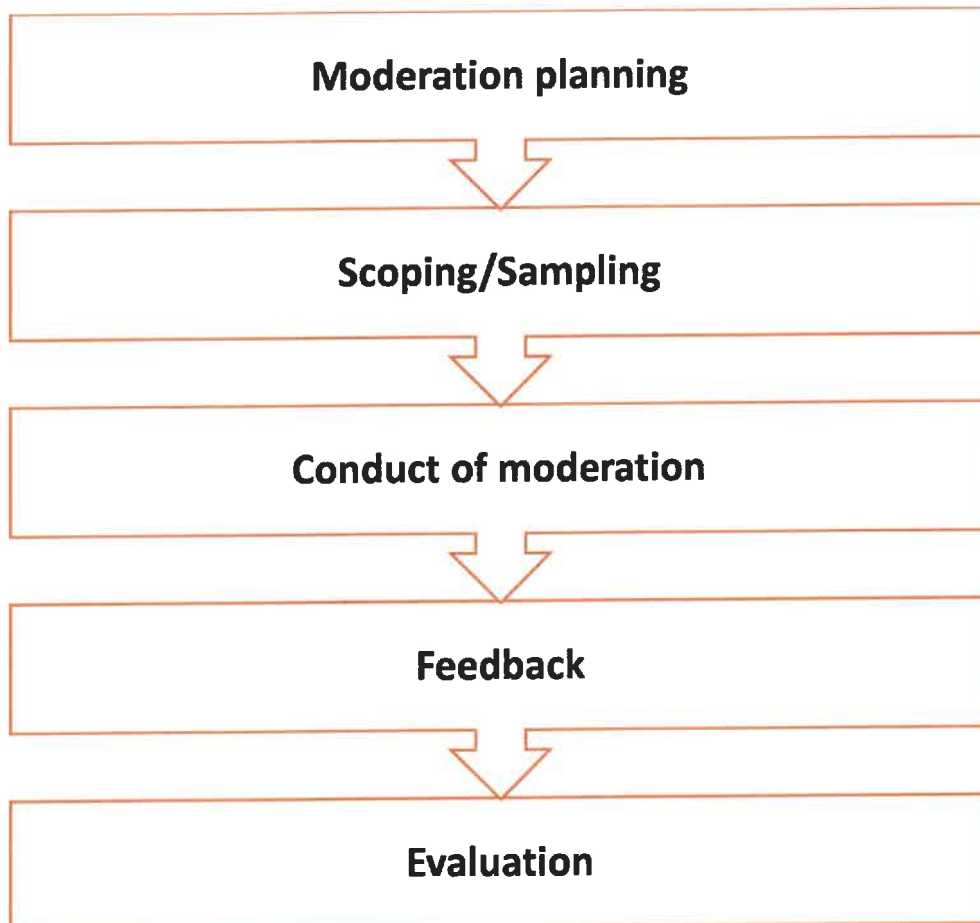 Moderation planning
Scoping/Sampling
Conduct of moderation
Feedback
Evaluation